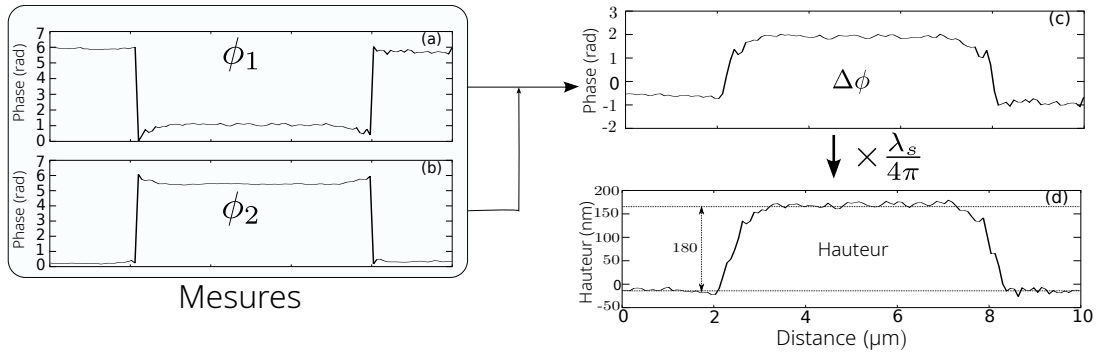 (a)
Phase (rad)
7
6
5
4
3
2
1
0
ϕ1
(b)
Phase (rad)
7
6
5
4
3
2
1
0
ϕ2
Mesures
(c)
Phase (rad)
3
2
1
0
-1
-2
Δϕ
× λs/4π
(d)
Hauteur (nm)
200
150
100
50
0
-50
180
Hauteur
0 2 4 6 8 10
Distance (μm)